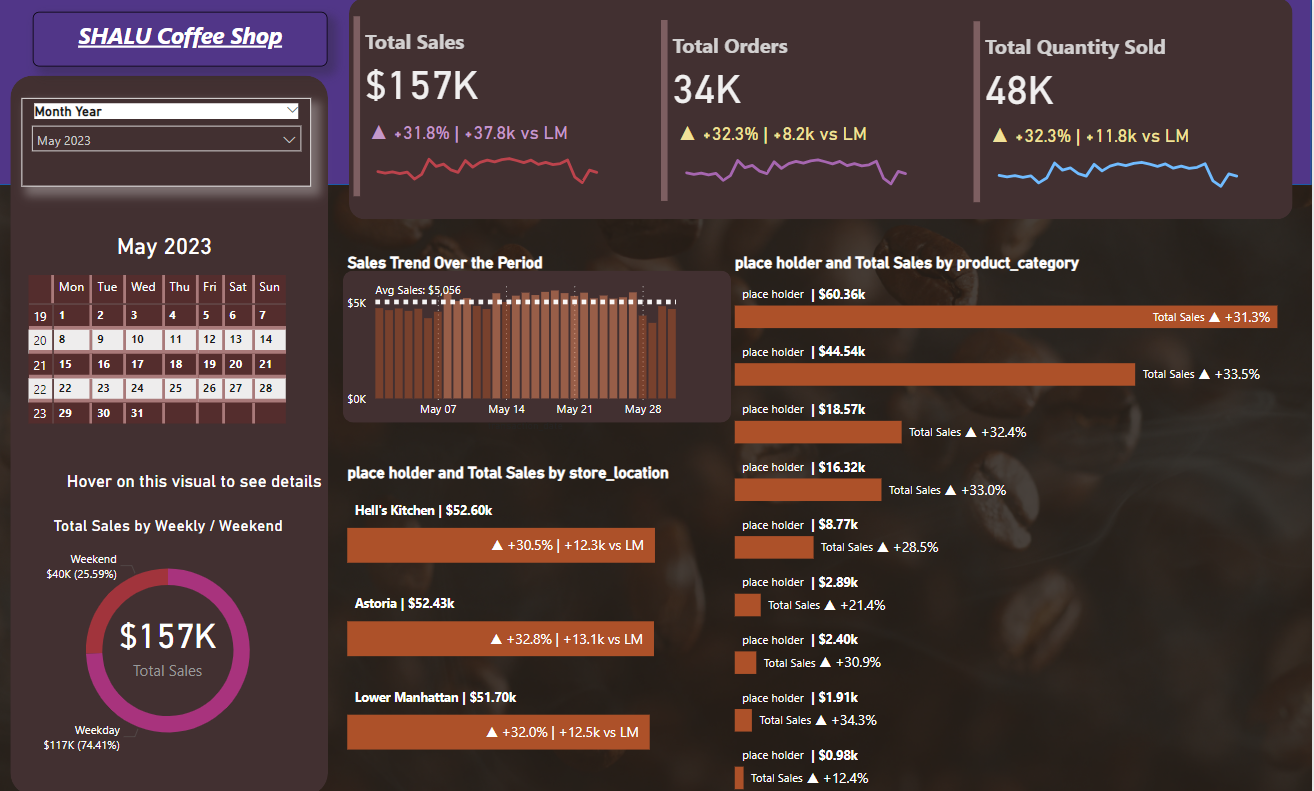 SHALU Coffee Shop
Month Year
May 2023
Total Sales
$157K
▲ +31.8% | +37.8k vs LM
Total Orders
34K
▲ +32.3% | +8.2k vs LM
Total Quantity Sold
48K
▲ +32.3% | +11.8k vs LM
May 2023
Mon Tue Wed Thu Fri Sat Sun
19 1 2 3 4 5 6 7
20 8 9 10 11 12 13 14
21 15 16 17 18 19 20 21
22 22 23 24 25 26 27 28
23 29 30 31
Hover on this visual to see details
Total Sales by Weekly / Weekend
Weekend
$40K (25.59%)
$157K
Total Sales
Weekday
$117K (74.41%)
Sales Trend Over the Period
Avg Sales: $5,056
$5K
$0K
May 07 May 14 May 21 May 28
place holder and Total Sales by store_location
Hell's Kitchen | $52.60k
▲ +30.5% | +12.3k vs LM
Astoria | $52.43k
▲ +32.8% | +13.1k vs LM
Lower Manhattan | $51.70k
▲ +32.0% | +12.5k vs LM
place holder and Total Sales by product_category
place holder | $60.36k
Total Sales ▲ +31.3%
place holder | $44.54k
Total Sales ▲ +33.5%
place holder | $18.57k
Total Sales ▲ +32.4%
place holder | $16.32k
Total Sales ▲ +33.0%
place holder | $8.77k
Total Sales ▲ +28.5%
place holder | $2.89k
Total Sales ▲ +21.4%
place holder | $2.40k
Total Sales ▲ +30.9%
place holder | $1.91k
Total Sales ▲ +34.3%
place holder | $0.98k
Total Sales ▲ +12.4%